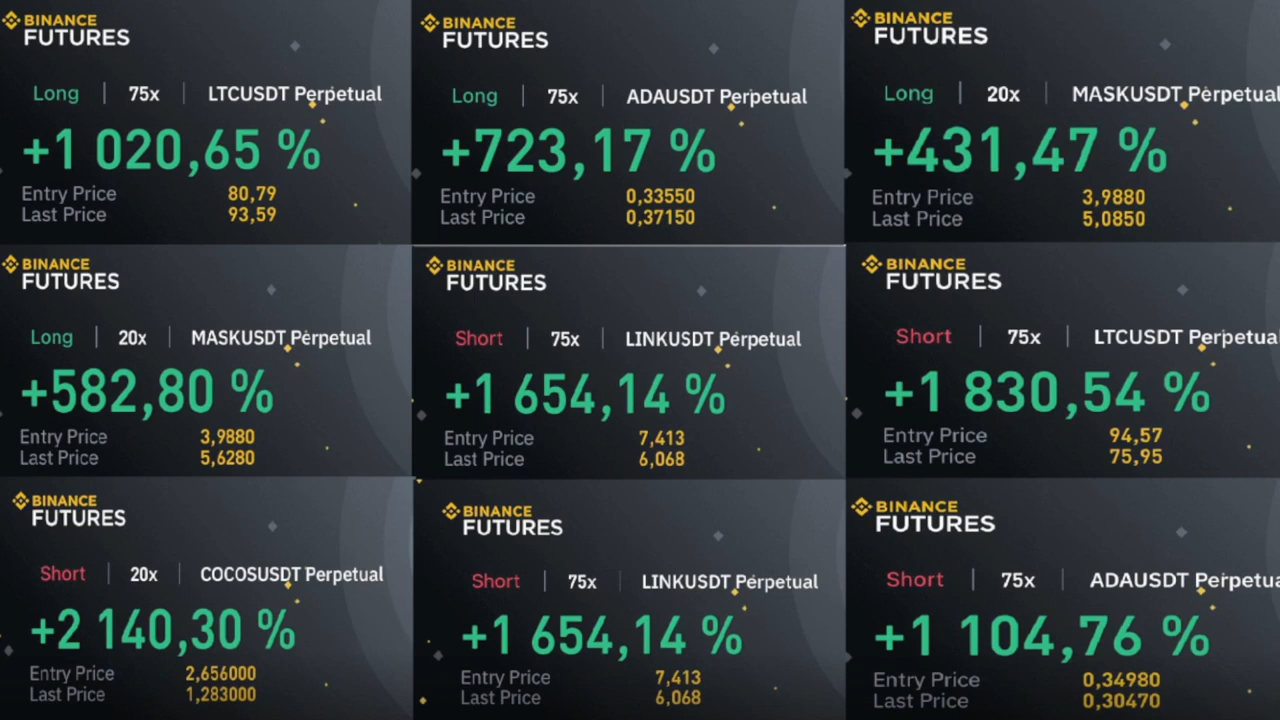 BINANCE
FUTURES
Long | 75x | LTCUSDT Perpetual
+1 020,65 %
Entry Price 80,79
Last Price 93,59
BINANCE
FUTURES
Long | 75x | ADAUSDT Perpetual
+723,17 %
Entry Price 0,33550
Last Price 0,37150
BINANCE
FUTURES
Long | 20x | MASKUSDT Perpetual
+431,47 %
Entry Price 3,9880
Last Price 5,0850
BINANCE
FUTURES
Long | 20x | MASKUSDT Perpetual
+582,80 %
Entry Price 3,9880
Last Price 5,6280
BINANCE
FUTURES
Short | 75x | LINKUSDT Perpetual
+1 654,14 %
Entry Price 7,413
Last Price 6,068
BINANCE
FUTURES
Short | 75x | LTCUSDT Perpetua
+1 830,54 %
Entry Price 94,57
Last Price 75,95
BINANCE
FUTURES
Short | 20x | COCOSUSDT Perpetual
+2 140,30 %
Entry Price 2,656000
Last Price 1,283000
BINANCE
FUTURES
Short | 75x | LINKUSDT Perpetual
+1 654,14 %
Entry Price 7,413
Last Price 6,068
BINANCE
FUTURES
Short | 75x | ADAUSDT Perpetua
+1 104,76 %
Entry Price 0,34980
Last Price 0,30470